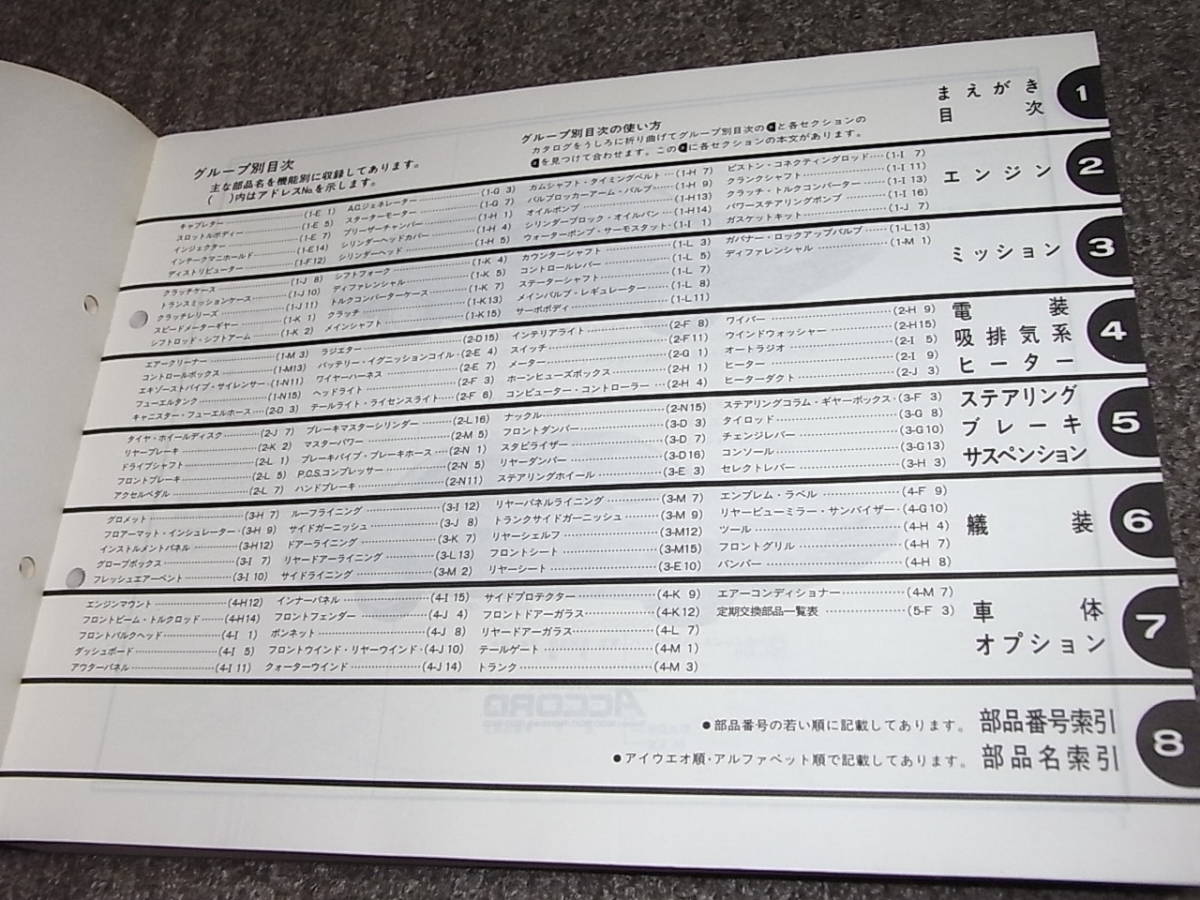 グループ別目次
主な部品名を機能別に収録してあります。
(　)内はアドレスNo.を示します。
グループ別目次の使い方
カタログをうしろに折り曲げてグループ別目次の と各セクションの
を見つけて合わせます。この に各セクションの本文があります。
まえがき
目次
1
キャブレター (1-E 1)
スロットルボディー (1-E 5)
インジェクター (1-E 7)
インテークマニホールド (1-E14)
ディストリビューター (1-F12)
A.C.ジェネレーター (1-G 3)
スターターモーター (1-G 7)
ブリーザーチャンバー (1-H 1)
シリンダーヘッドカバー (1-H 4)
シリンダーヘッド (1-H 5)
カムシャフト・タイミングベルト (1-H 7)
バルブロッカーアーム・バルブ (1-H 9)
オイルポンプ (1-H13)
シリンダーブロック・オイルパン (1-H14)
ウォーターポンプ・サーモスタット (1-I 1)
ピストン・コネクティングロッド (1-I 7)
クランクシャフト (1-I 11)
クラッチ・トルクコンバーター (1-I 13)
パワーステアリングポンプ (1-I 16)
ガスケットキット (1-J 7)
エンジン
2
クラッチケース (1-J 8)
トランスミッションケース (1-J 10)
クラッチレリーズ (1-J 11)
スピードメーターギヤー (1-K 1)
シフトロッド・シフトアーム (1-K 2)
シフトフォーク (1-K 4)
ディファレンシャル (1-K 5)
トルクコンバーターケース (1-K 7)
クラッチ (1-K13)
メインシャフト (1-K15)
カウンターシャフト (1-L 3)
コントロールレバー (1-L 5)
ステーターシャフト (1-L 7)
メインバルブ・レギュレーター (1-L 8)
サーボボディ (1-L11)
ガバナー・ロックアップバルブ (1-L13)
ディファレンシャル (1-M 1)
ミッション
3
エアークリーナー (1-M 3)
コントロールボックス (1-M13)
エキゾーストパイプ・サイレンサー (1-N11)
フューエルタンク (1-N15)
キャニスター・フューエルホース (2-D 3)
ラジエター (2-D15)
バッテリー・イグニッションコイル (2-E 4)
ワイヤーハーネス (2-E 7)
ヘッドライト (2-F 3)
テールライト・ライセンスライト (2-F 6)
インテリアライト (2-F 8)
スイッチ (2-F11)
メーター (2-G 1)
ホーンヒューズボックス (2-H 1)
コンピューター・コントローラー (2-H 4)
ワイパー (2-H 9)
ウインドウォッシャー (2-H15)
オートラジオ (2-I 5)
ヒーター (2-I 9)
ヒーターダクト (2-J 3)
電装
吸排気系
ヒーター
4
タイヤ・ホイールディスク (2-J 7)
リヤーブレーキ (2-K 2)
ドライブシャフト (2-L 1)
フロントブレーキ (2-L 5)
アクセルペダル (2-L 7)
ブレーキマスターシリンダー (2-L16)
マスターパワー (2-M 5)
ブレーキパイプ・ブレーキホース (2-N 1)
P.C.S.コンプレッサー (2-N 5)
ハンドブレーキ (2-N11)
ナックル (2-N15)
フロントダンパー (3-D 3)
スタビライザー (3-D 7)
リヤーダンパー (3-D16)
ステアリングホイール (3-E 3)
ステアリングコラム・ギヤーボックス (3-F 3)
タイロッド (3-G 8)
チェンジレバー (3-G10)
コンソール (3-G13)
セレクトレバー (3-H 3)
ステアリング
ブレーキ
サスペンション
5
グロメット (3-H 7)
フロアーマット・インシュレーター (3-H 9)
インストルメントパネル (3-H12)
グローブボックス (3-I 7)
フレッシュエアーベント (3-I 10)
ルーフライニング (3-I 12)
サイドガーニッシュ (3-J 8)
ドアーライニング (3-K 7)
リヤードアーライニング (3-L 13)
サイドライニング (3-M 2)
リヤーパネルライニング (3-M 7)
トランクサイドガーニッシュ (3-M 9)
リヤーシェルフ (3-M12)
フロントシート (3-M15)
リヤーシート (3-E10)
エンブレム・ラベル (4-F 9)
リヤービューミラー・サンバイザー (4-G10)
ツール (4-H 4)
フロントグリル (4-H 7)
バンパー (4-H 8)
艤装
6
エンジンマウント (4-H12)
フロントビーム・トルクロッド (4-H14)
フロントバルクヘッド (4-I 1)
ダッシュボード (4-I 5)
アウターパネル (4-I 11)
インナーパネル (4-I 15)
フロントフェンダー (4-J 4)
ボンネット (4-J 8)
フロントウインド・リヤーウインド (4-J 10)
クォーターウインド (4-J 14)
サイドプロテクター (4-K 9)
フロントドアーガラス (4-K12)
リヤードアーガラス (4-L 7)
テールゲート (4-M 1)
トランク (4-M 3)
エアーコンディショナー (4-M 7)
定期交換部品一覧表 (5-F 3)
車体
オプション
7
●部品番号の若い順に記載してあります。 部品番号索引
●アイウエオ順・アルファベット順で記載してあります。 部品名索引
8